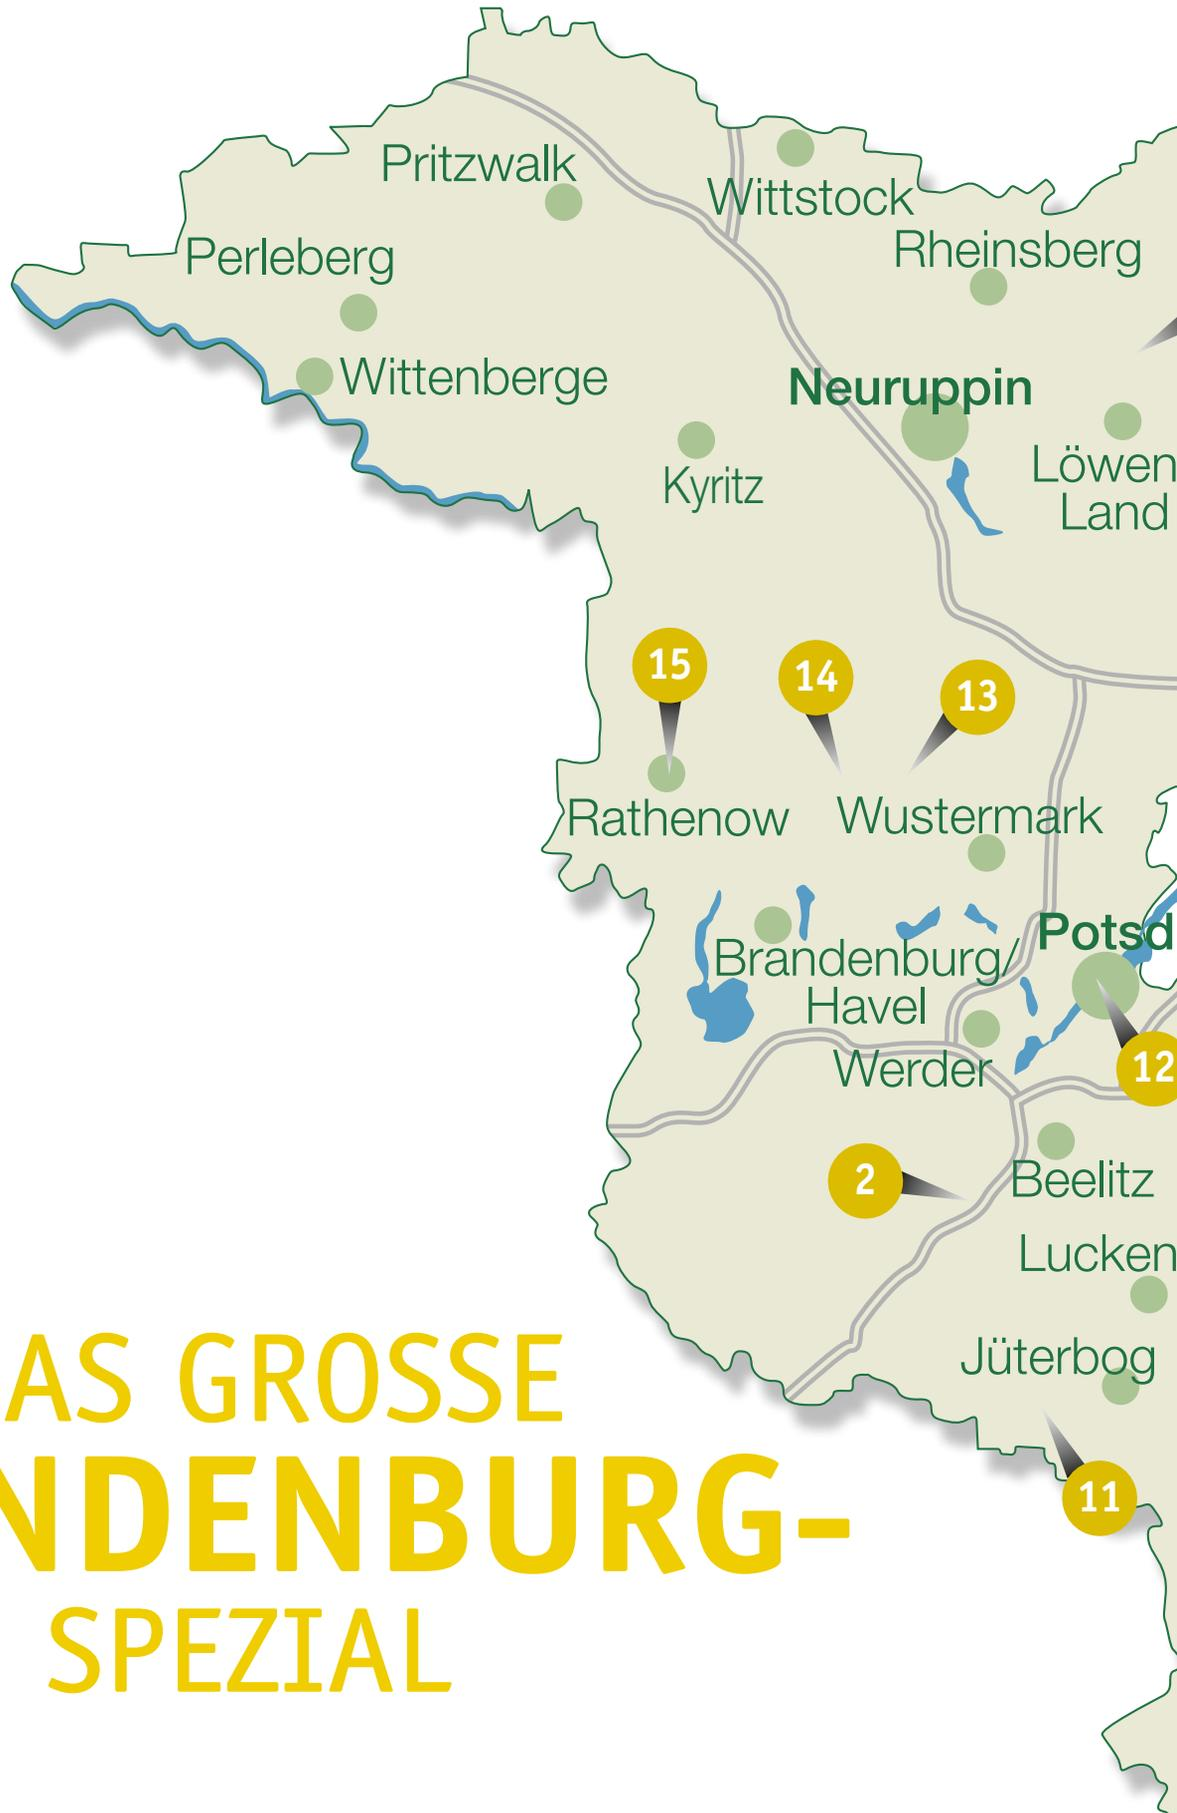 Pritzwalk
Wittstock
Rheinsberg
Perleberg
Wittenberge
Neuruppin
Kyritz
Löwen
Land
15
14
13
Rathenow
Wustermark
Potsd
Brandenburg/
Havel
Werder
12
2
Beelitz
Lucken
Jüterbog
11
AS GROSSE
NDENBURG-
SPEZIAL